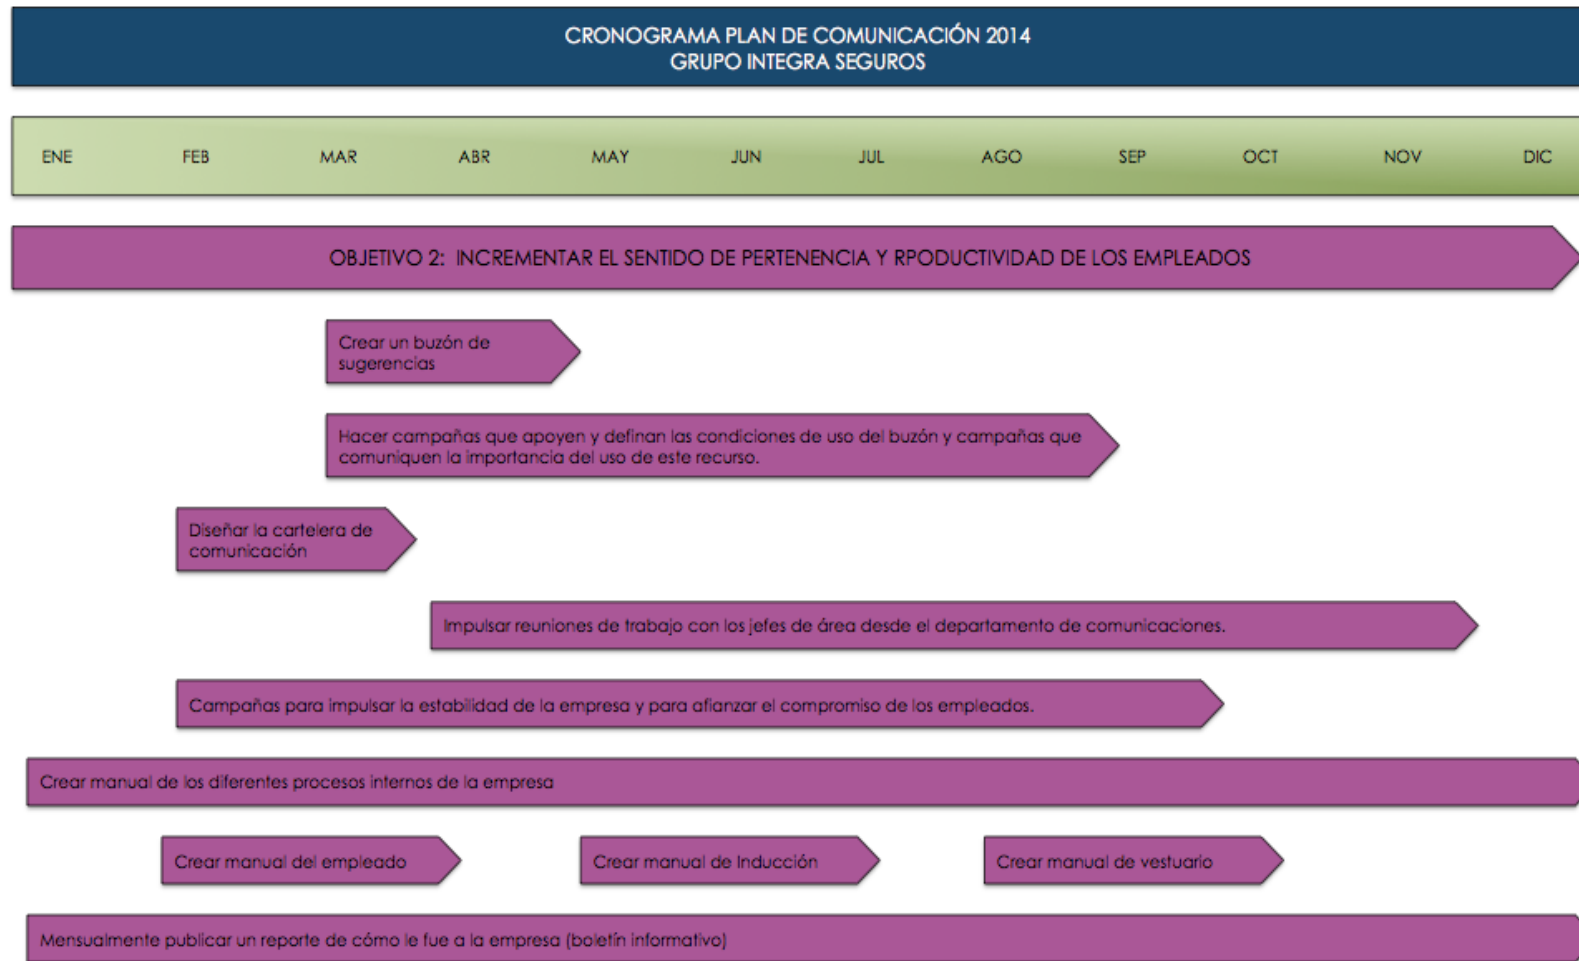 CRONOGRAMA PLAN DE COMUNICACIÓN 2014
GRUPO INTEGRA SEGUROS
ENE FEB MAR ABR MAY JUN JUL AGO SEP OCT NOV DIC
OBJETIVO 2: INCREMENTAR EL SENTIDO DE PERTENENCIA Y RPODUCTIVIDAD DE LOS EMPLEADOS
Crear un buzón de
sugerencias
Hacer campañas que apoyen y definan las condiciones de uso del buzón y campañas que
comuniquen la importancia del uso de este recurso.
Diseñar la cartelera de
comunicación
Impulsar reuniones de trabajo con los jefes de área desde el departamento de comunicaciones.
Campañas para impulsar la estabilidad de la empresa y para afianzar el compromiso de los empleados.
Crear manual de los diferentes procesos internos de la empresa
Crear manual del empleado Crear manual de Inducción Crear manual de vestuario
Mensualmente publicar un reporte de cómo le fue a la empresa (boletín informativo)